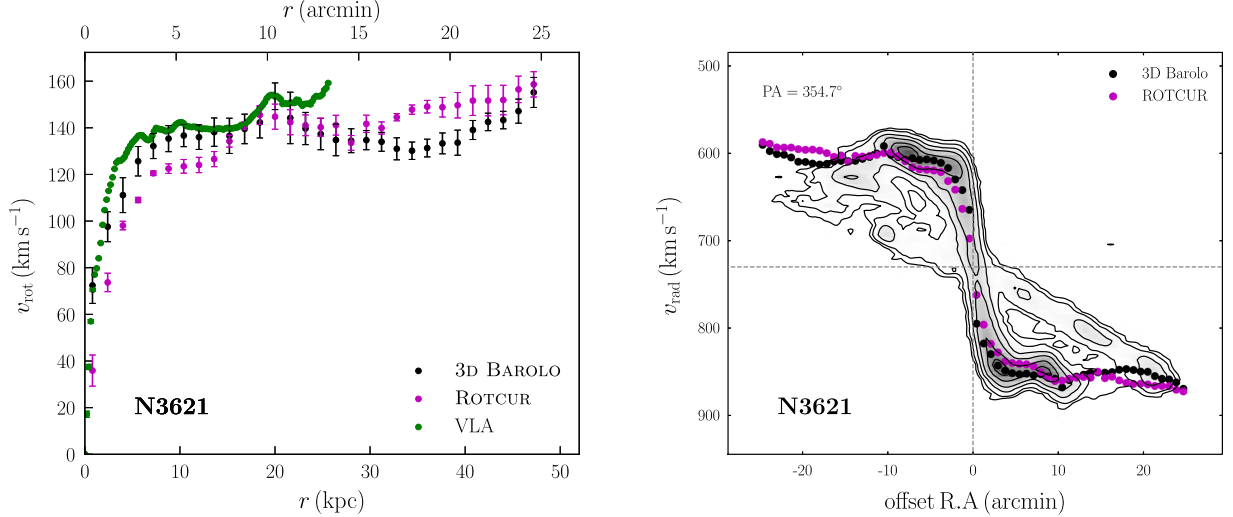 r (arcmin)
0 5 10 15 20 25
v_rot (km s⁻¹)
160
140
120
100
80
60
40
20
0
3D BAROLO
ROTCUR
VLA
N3621
0 10 20 30 40 50
r (kpc)
v_rad (km s⁻¹)
500
600
700
800
900
PA = 354.7°
3D Barolo
ROTCUR
N3621
-20 -10 0 10 20
offset R.A (arcmin)